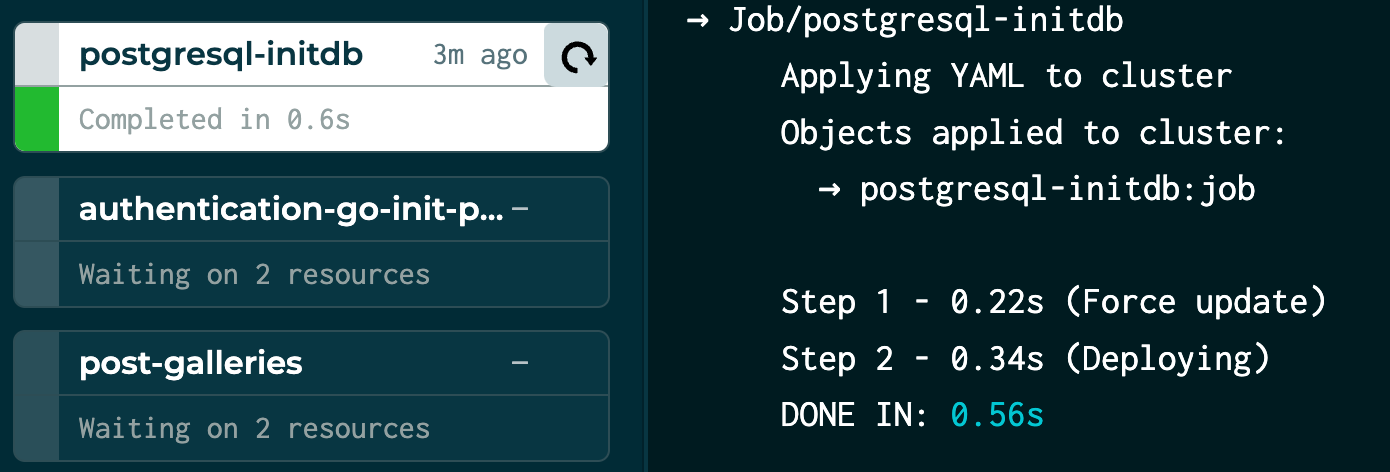 postgresql-initdb 3m ago
Completed in 0.6s
authentication-go-init-p... –
Waiting on 2 resources
post-galleries –
Waiting on 2 resources
→ Job/postgresql-initdb
Applying YAML to cluster
Objects applied to cluster:
→ postgresql-initdb:job
Step 1 - 0.22s (Force update)
Step 2 - 0.34s (Deploying)
DONE IN: 0.56s